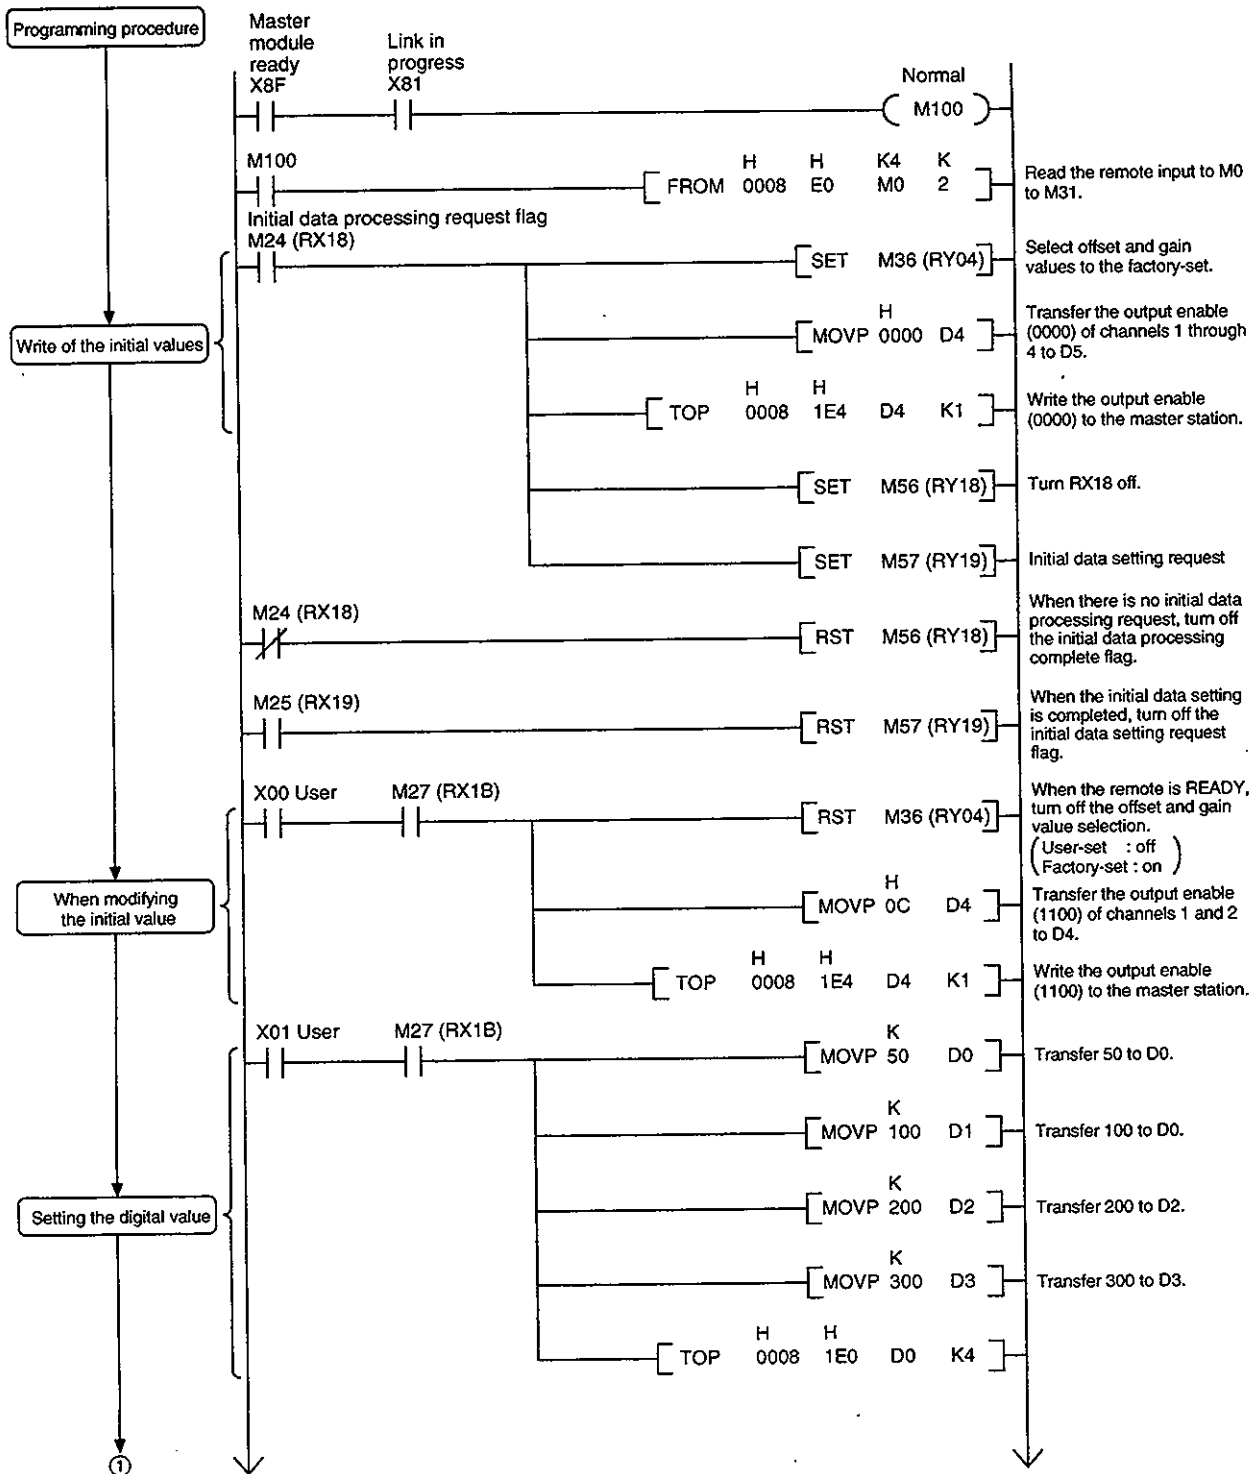 Programming procedure
Master
module
ready
X8F
Link in
progress
X81
Normal
M100
M100
H H K4 K
FROM 0008 E0 M0 2
Read the remote input to M0
to M31.
Initial data processing request flag
M24 (RX18)
SET M36 (RY04)
Select offset and gain
values to the factory-set.
Write of the initial values
H
MOVP 0000 D4
Transfer the output enable
(0000) of channels 1 through
4 to D5.
H H
TOP 0008 1E4 D4 K1
Write the output enable
(0000) to the master station.
SET M56 (RY18)
Turn RX18 off.
SET M57 (RY19)
Initial data setting request
M24 (RX18)
RST M56 (RY18)
When there is no initial data
processing request, turn off
the initial data processing
complete flag.
M25 (RX19)
RST M57 (RY19)
When the initial data setting
is completed, turn off the
initial data setting request
flag.
X00 User M27 (RX1B)
RST M36 (RY04)
When the remote is READY,
turn off the offset and gain
value selection.
(User-set : off
Factory-set : on)
When modifying
the initial value
H
MOVP 0C D4
Transfer the output enable
(1100) of channels 1 and 2
to D4.
H H
TOP 0008 1E4 D4 K1
Write the output enable
(1100) to the master station.
X01 User M27 (RX1B)
K
MOVP 50 D0
Transfer 50 to D0.
K
MOVP 100 D1
Transfer 100 to D0.
Setting the digital value
K
MOVP 200 D2
Transfer 200 to D2.
K
MOVP 300 D3
Transfer 300 to D3.
H H
TOP 0008 1E0 D0 K4
①